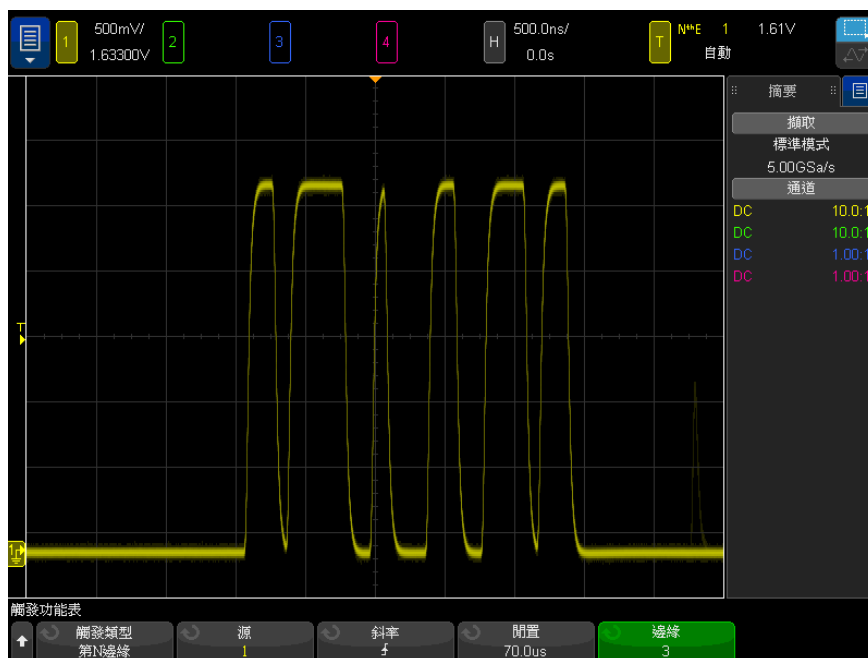 1 500mV/ 2 3 4 H 500.0ns/ T NthE 1 1.61V
1.63300V 0.0s 自動
摘要
擷取
標準模式
5.00GSa/s
通道
DC 10.0:1
DC 10.0:1
DC 1.00:1
DC 1.00:1
T
1
觸發功能表
觸發類型 源 斜率 閒置 邊緣
第N邊緣 1 70.0us 3